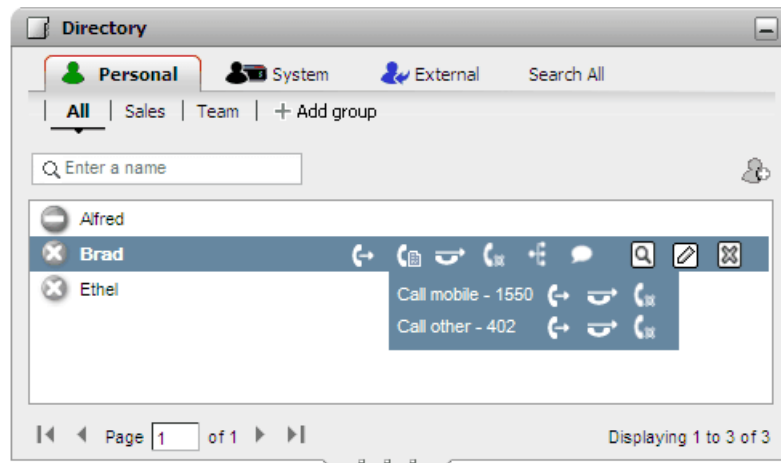 Directory
Personal System External Search All
All | Sales | Team | + Add group
Enter a name
Alfred
Brad
Ethel
Call mobile - 1550
Call other - 402
Page 1 of 1 Displaying 1 to 3 of 3